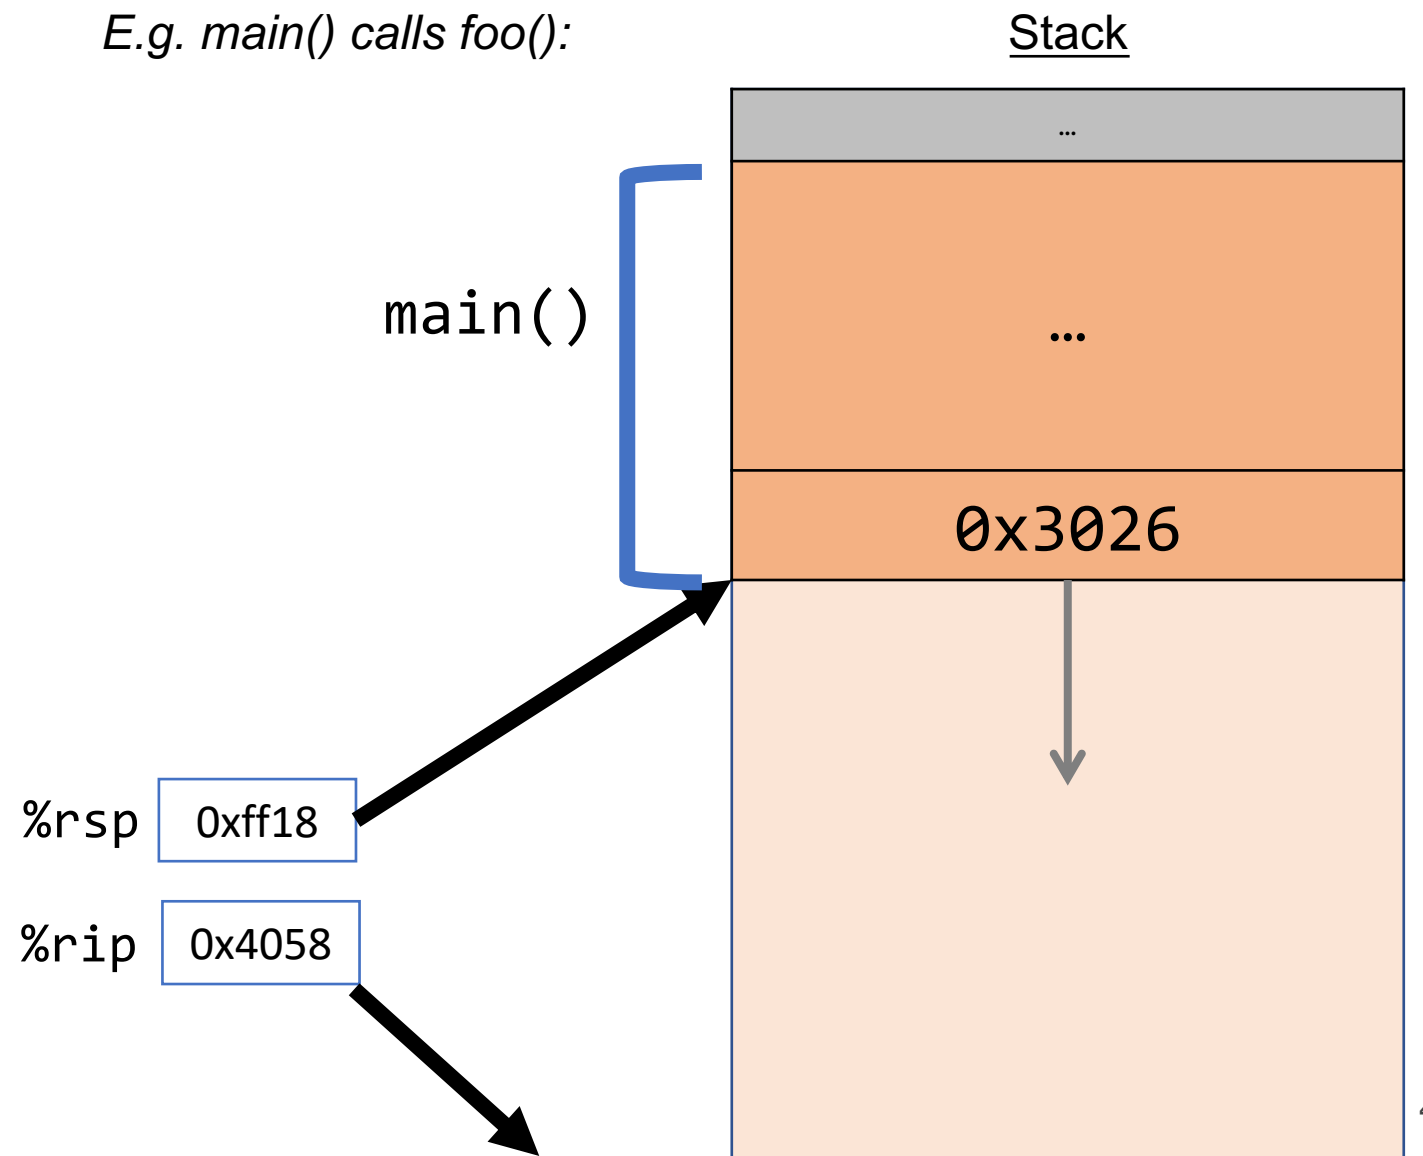 E.g. main() calls foo():
Stack
…
main()
…
0x3026
%rsp 0xff18
%rip 0x4058